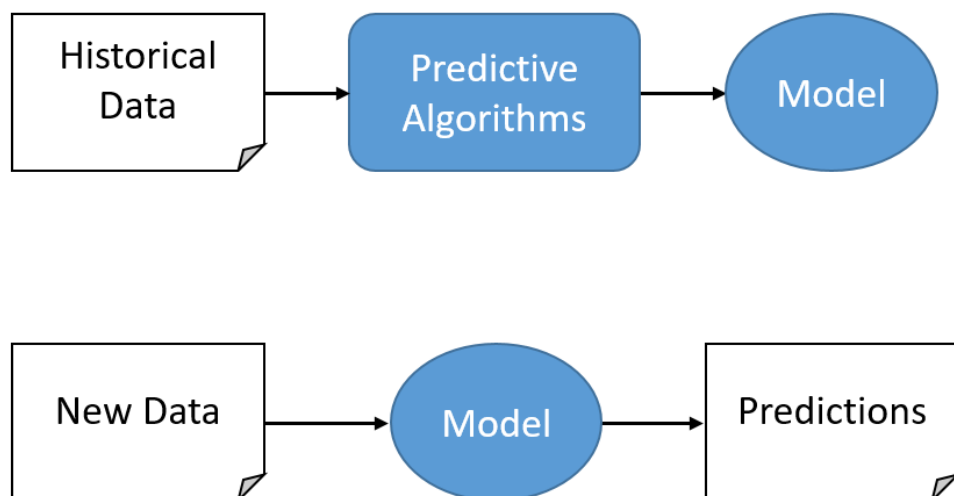 Historical
Data
Predictive
Algorithms
Model
New Data
Model
Predictions